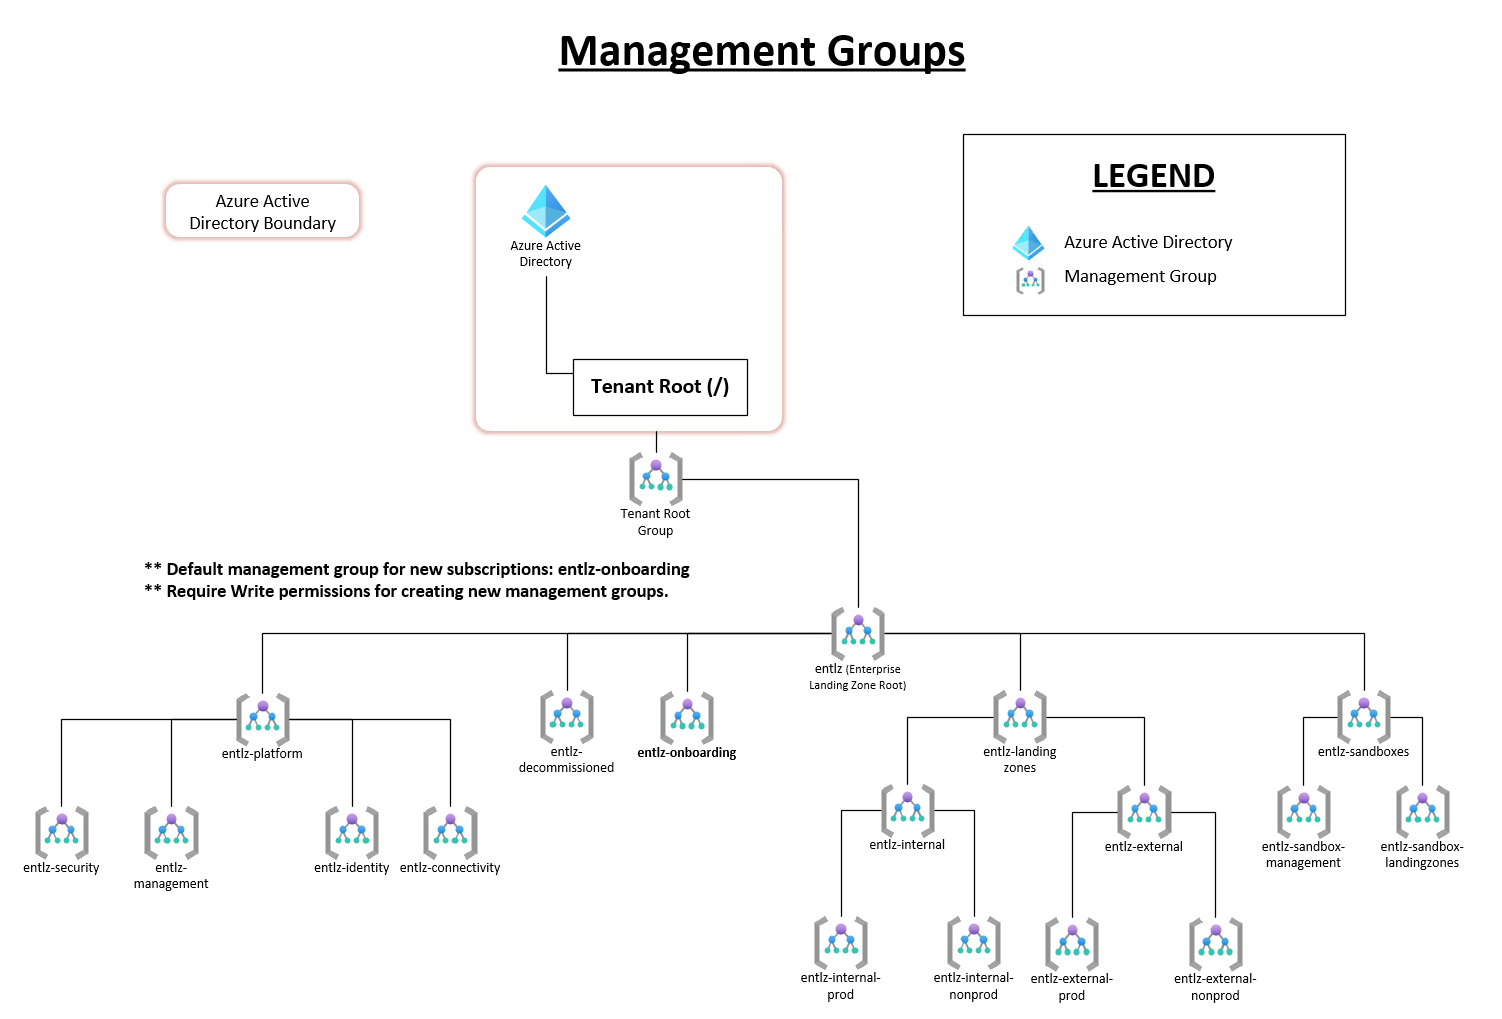 Management Groups
Azure Active
Directory Boundary
Azure Active
Directory
Tenant Root (/)
LEGEND
Azure Active Directory
Management Group
Tenant Root
Group
** Default management group for new subscriptions: entlz-onboarding
** Require Write permissions for creating new management groups.
entlz (Enterprise
Landing Zone Root)
entlz-platform
entlz-
decommissioned
entlz-onboarding
entlz-landing
zones
entlz-sandboxes
entlz-security
entlz-
management
entlz-identity
entlz-connectivity
entlz-internal
entlz-external
entlz-sandbox-
management
entlz-sandbox-
landingzones
entlz-internal-
prod
entlz-internal-
nonprod
entlz-external-
prod
entlz-external-
nonprod